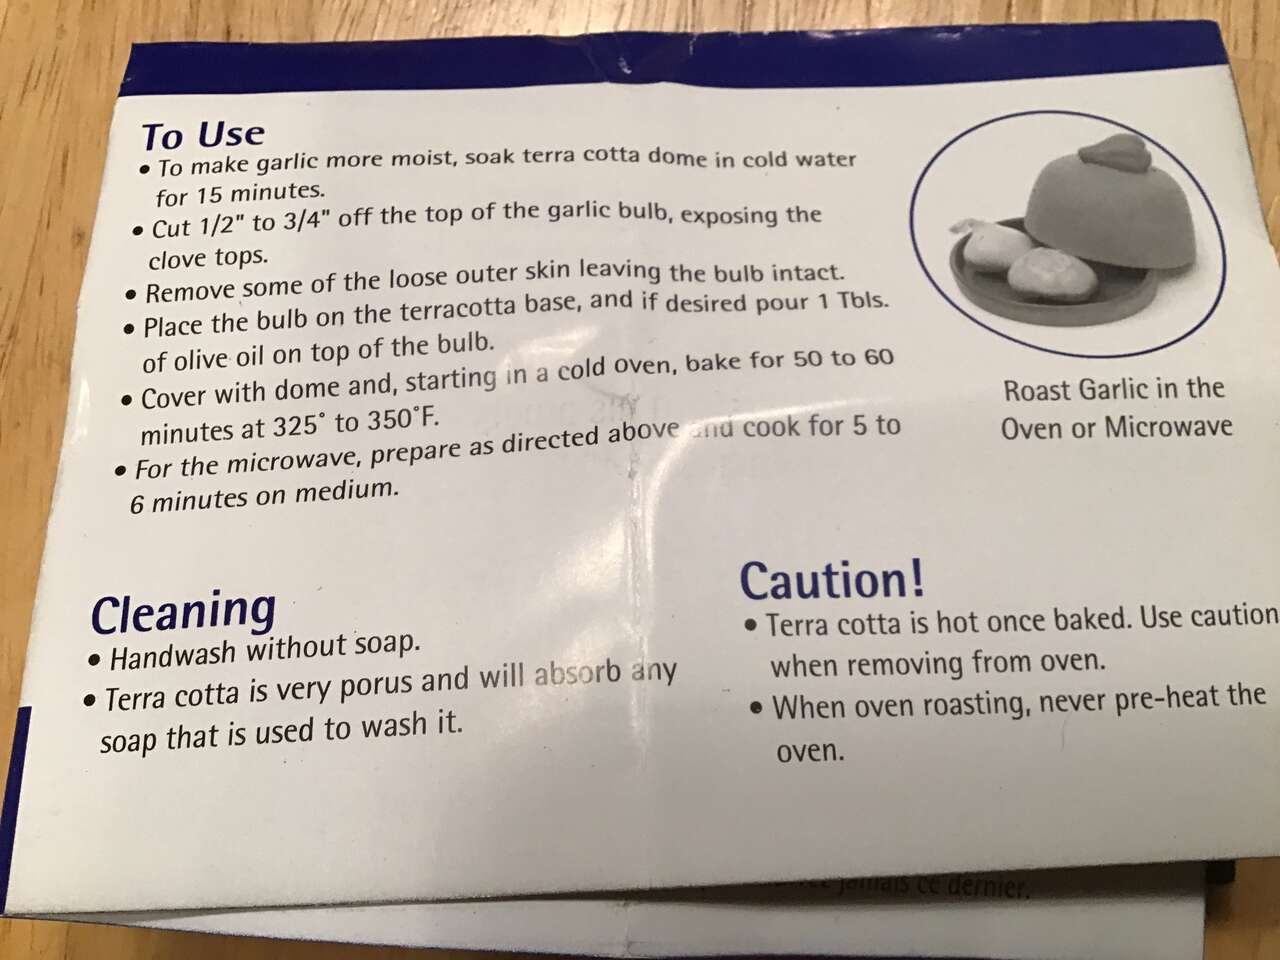 To Use
• To make garlic more moist, soak terra cotta dome in cold water
for 15 minutes.
• Cut 1/2" to 3/4" off the top of the garlic bulb, exposing the
clove tops.
• Remove some of the loose outer skin leaving the bulb intact.
• Place the bulb on the terracotta base, and if desired pour 1 Tbls.
of olive oil on top of the bulb.
• Cover with dome and, starting in a cold oven, bake for 50 to 60
minutes at 325˚ to 350˚F.
• For the microwave, prepare as directed above and cook for 5 to
6 minutes on medium.
Roast Garlic in the
Oven or Microwave
Cleaning
• Handwash without soap.
• Terra cotta is very porus and will absorb any
soap that is used to wash it.
Caution!
• Terra cotta is hot once baked. Use caution
when removing from oven.
• When oven roasting, never pre-heat the
oven.
jamais ce dernier.